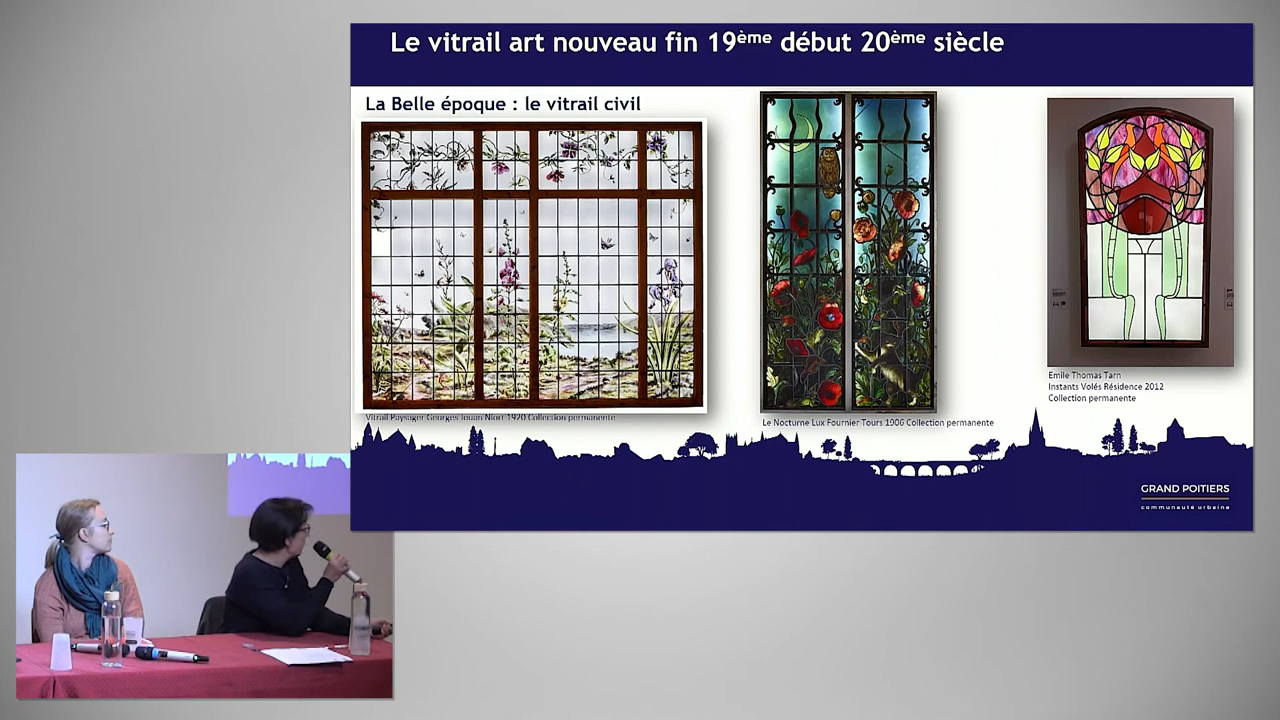 Le vitrail art nouveau fin 19ème début 20ème siècle
La Belle époque : le vitrail civil
Vitrail Paysager Georges Jouan Niort 1920 Collection permanente
Le Nocturne Lux Fournier Tours 1906 Collection permanente
Emile Thomas Tarn
Instants Volés Résidence 2012
Collection permanente
GRAND POITIERS
communauté urbaine